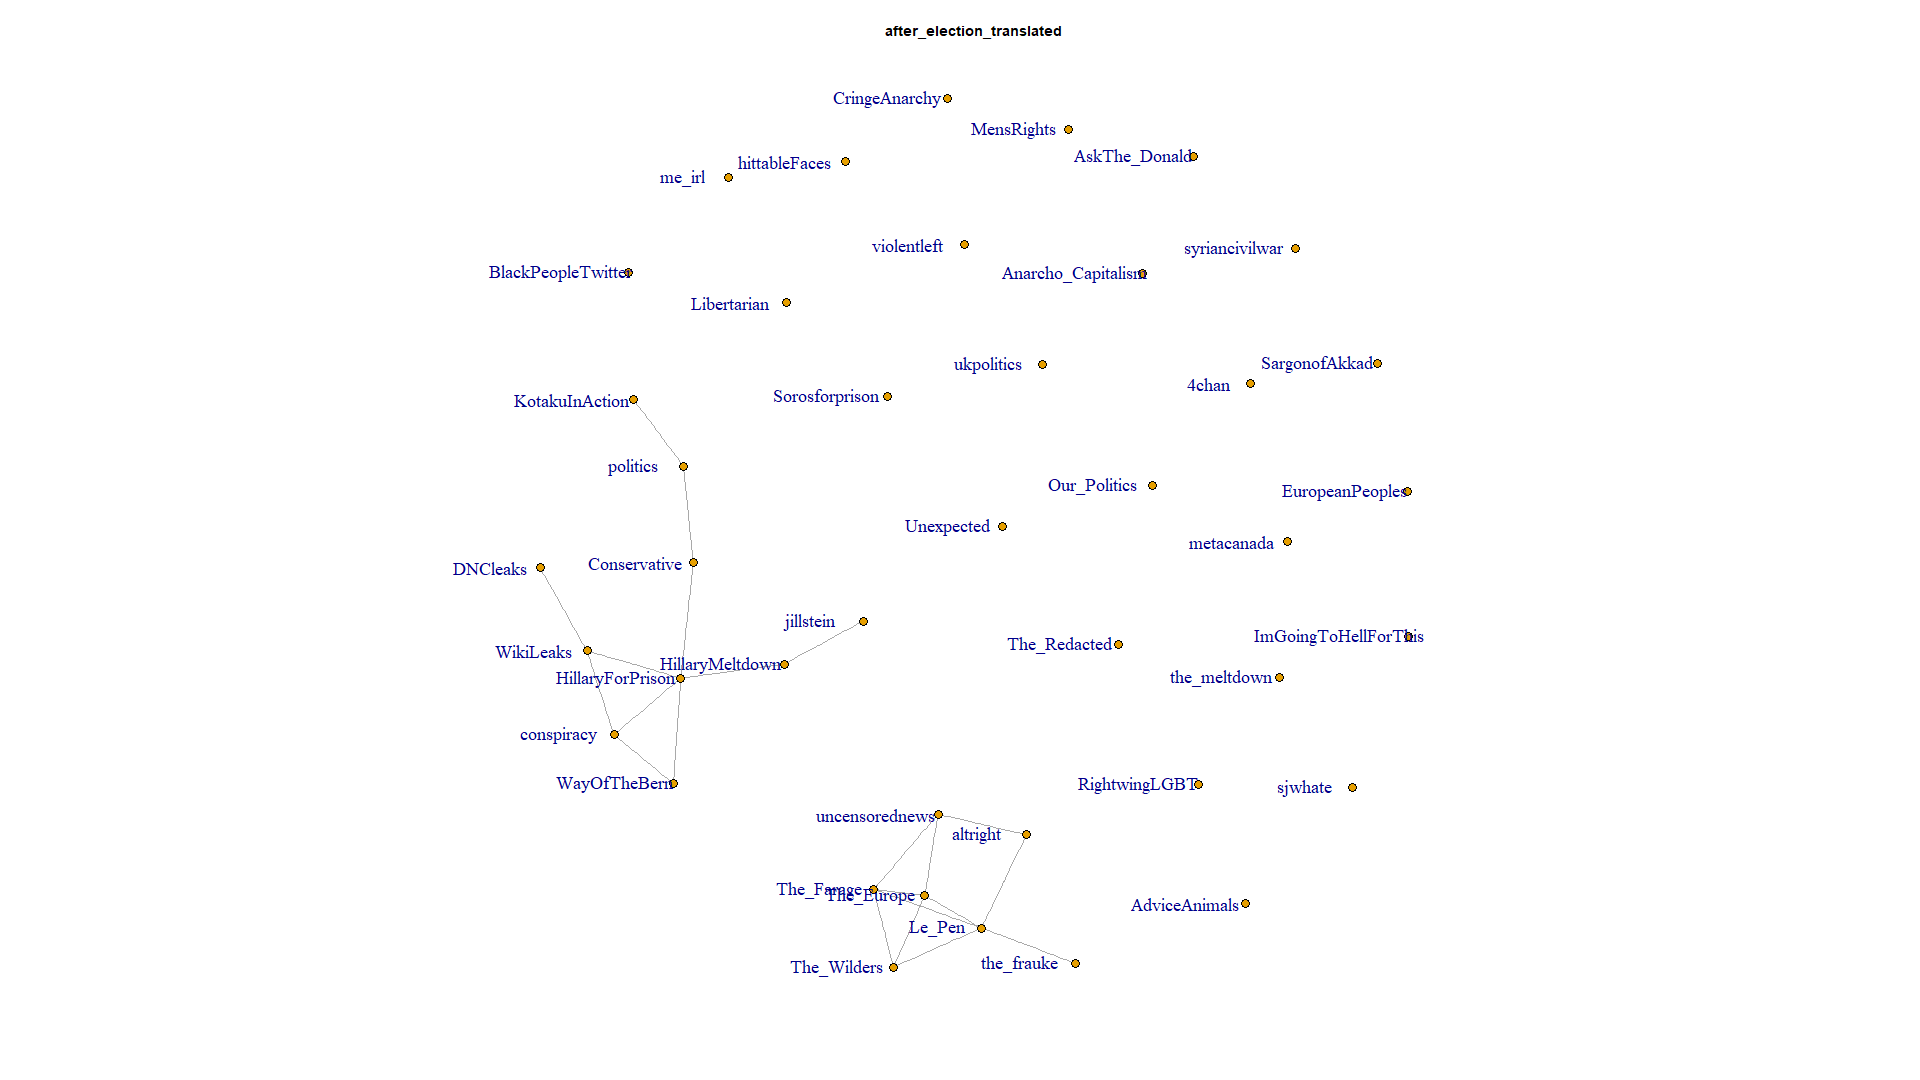 after_election_translated
CringeAnarchy
MensRights
AskThe_Donald
hittableFaces
me_irl
violentleft
syriancivilwar
BlackPeopleTwitter
Anarcho_Capitalism
Libertarian
ukpolitics
SargonofAkkad
4chan
Sorosforprison
KotakuInAction
politics
Our_Politics
EuropeanPeoples
Unexpected
metacanada
Conservative
DNCleaks
jillstein
ImGoingToHellForThis
The_Redacted
WikiLeaks
HillaryMeltdown
HillaryForPrison
the_meltdown
conspiracy
WayOfTheBern
RightwingLGBT
sjwhate
uncensorednews
altright
The_Farage
The_Europe
AdviceAnimals
Le_Pen
The_Wilders
the_frauke